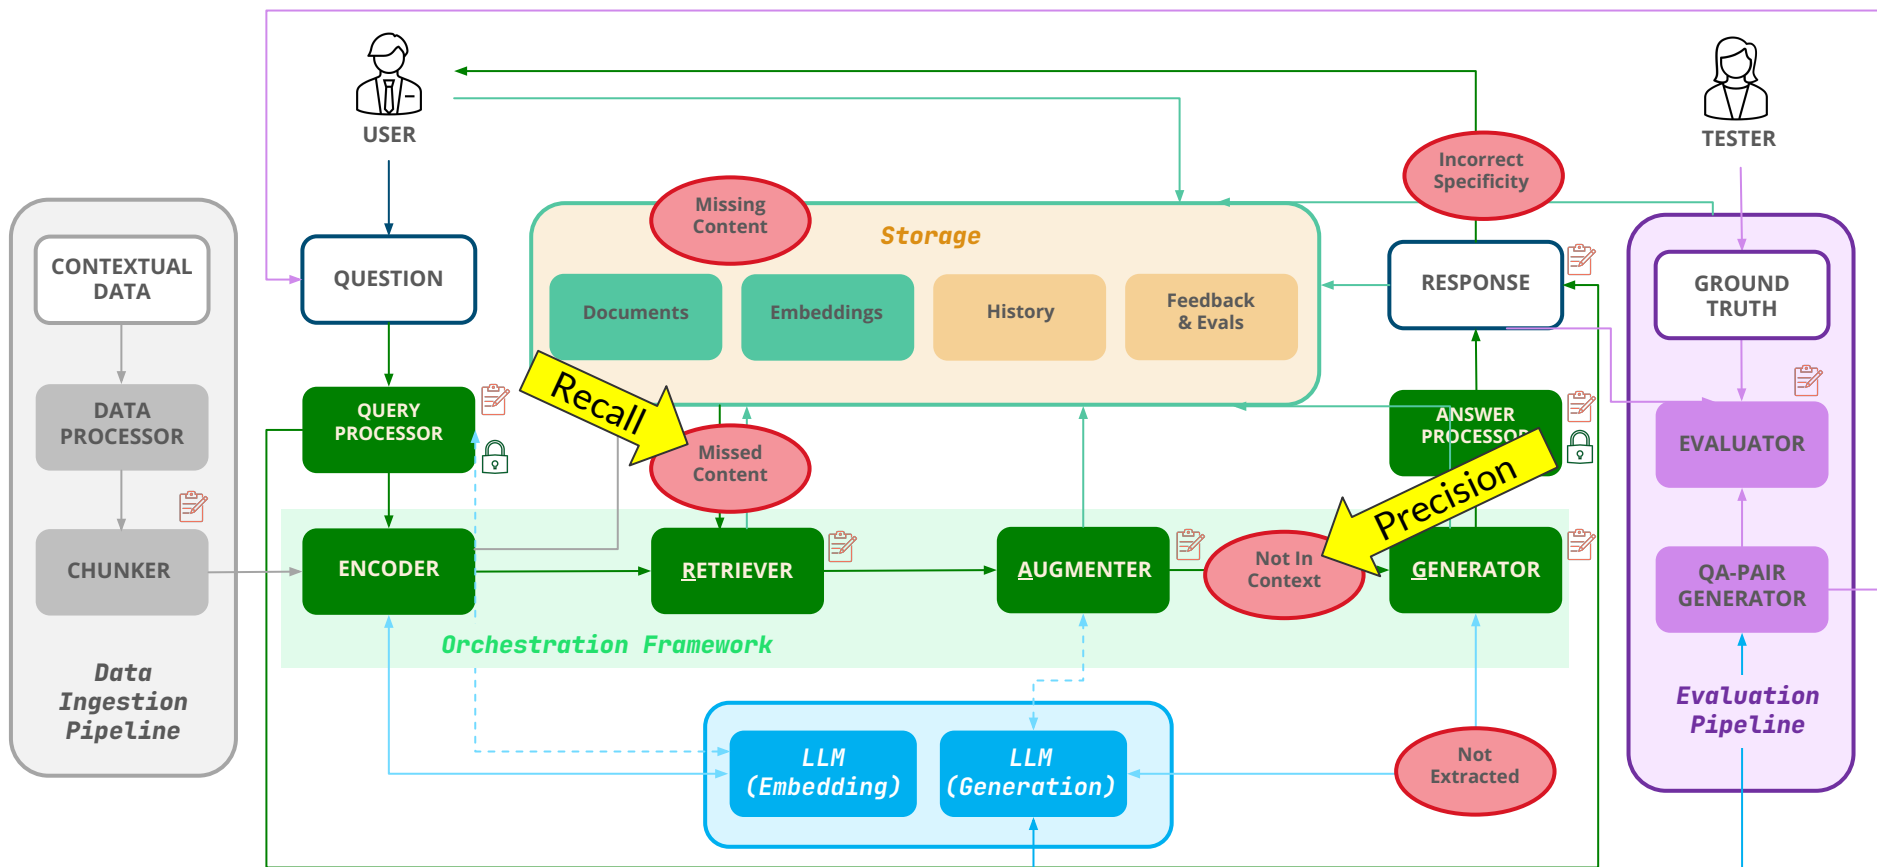 USER
TESTER
Incorrect
Specificity
Missing
Content
Storage
CONTEXTUAL
DATA
QUESTION
Documents
Embeddings
History
Feedback
& Evals
RESPONSE
GROUND
TRUTH
Recall
DATA
PROCESSOR
QUERY
PROCESSOR
Missed
Content
ANSWER
PROCESSOR
Precision
EVALUATOR
CHUNKER
ENCODER
RETRIEVER
AUGMENTER
Not In
Context
GENERATOR
QA-PAIR
GENERATOR
Orchestration Framework
Data
Ingestion
Pipeline
Evaluation
Pipeline
LLM
(Embedding)
LLM
(Generation)
Not
Extracted